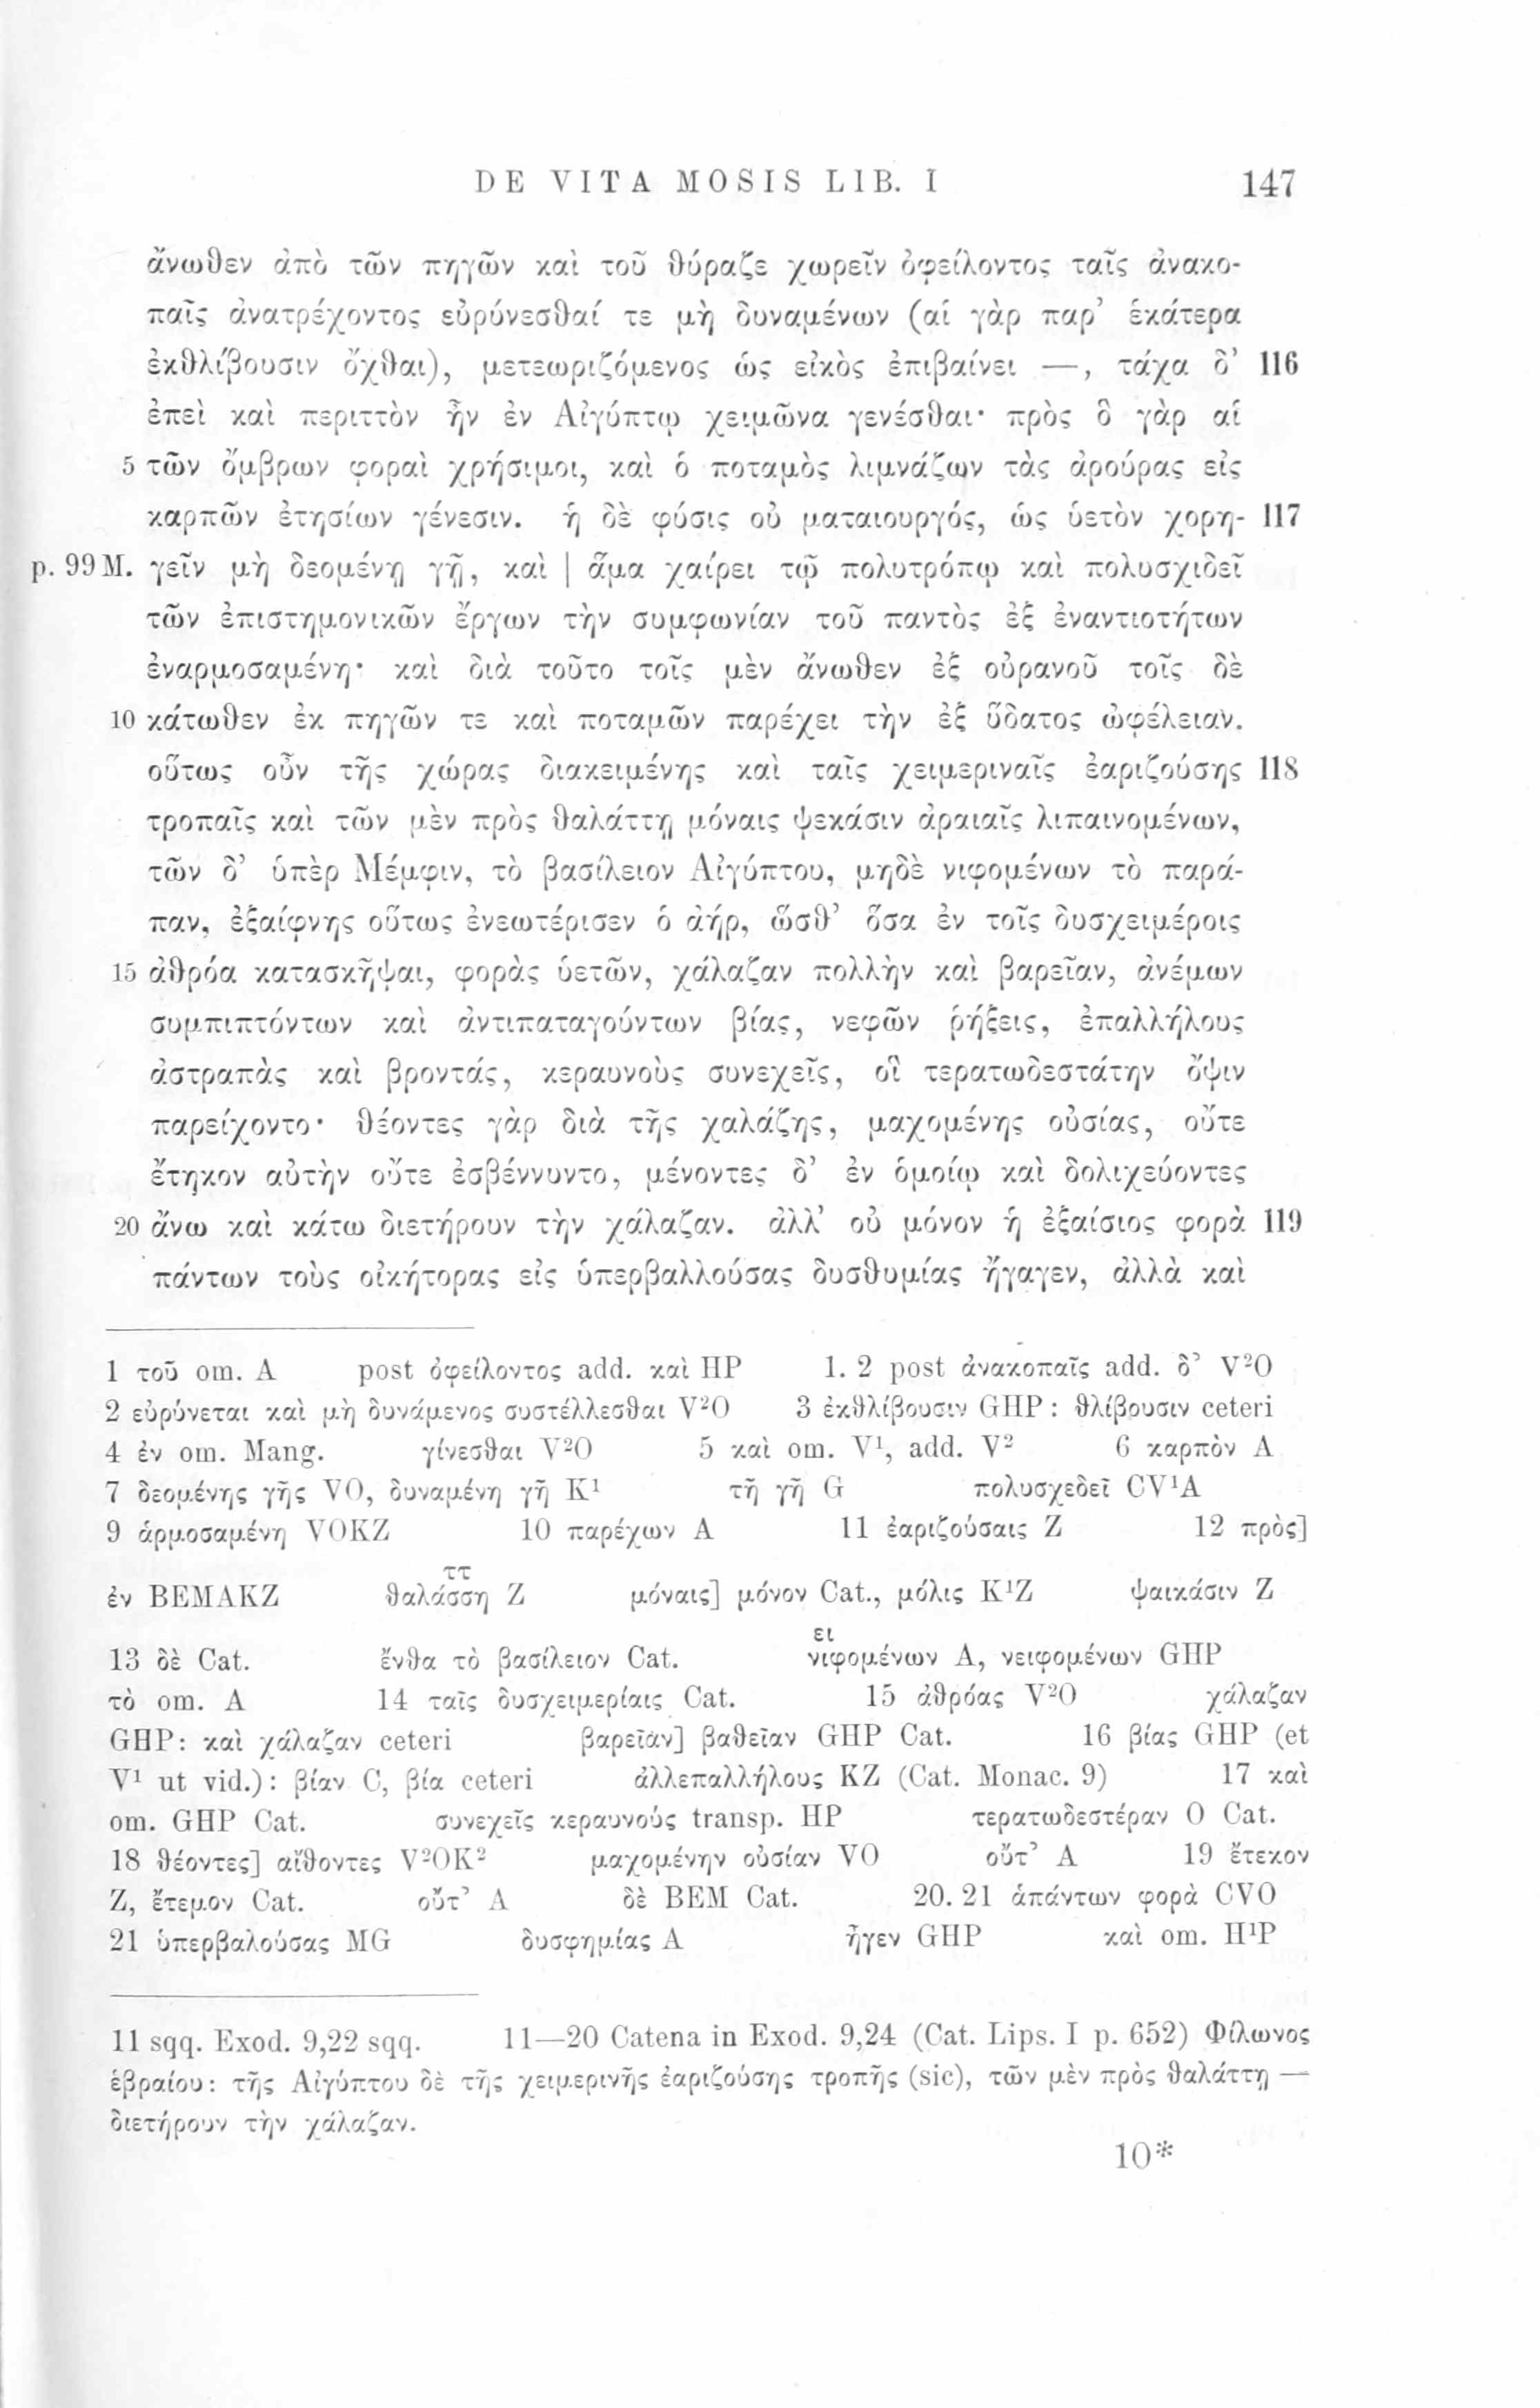 DE VITA MOSIS LIB. I 147
ἄνωθεν ἀπὸ τῶν πηγῶν καὶ τοῦ θύραζε χωρεῖν ὀφείλοντος ταῖς ἀνακο-
παῖς ἀνατρέχοντος εὐρύνεσθαί τε μὴ δυναμένων (αἱ γὰρ παρ’ ἑκάτερα
ἐκθλίβουσιν ὄχθαι), μετεωριζόμενος ὡς εἰκὸς ἐπιβαίνει —, τάχα δ’ 116
ἐπεὶ καὶ περιττὸν ἦν ἐν Αἰγύπτῳ χειμῶνα γενέσθαι· πρὸς ὃ γὰρ αἱ
5 τῶν ὄμβρων φοραὶ χρήσιμοι, καὶ ὁ ποταμὸς λιμνάζων τὰς ἀρούρας εἰς
καρπῶν ἐτησίων γένεσιν. ἡ δὲ φύσις οὐ ματαιουργός, ὡς ὑετὸν χορη- 117
p. 99 M. γεῖν μὴ δεομένῃ γῇ, καὶ | ἅμα χαίρει τῷ πολυτρόπῳ καὶ πολυσχιδεῖ
τῶν ἐπιστημονικῶν ἔργων τὴν συμφωνίαν τοῦ παντὸς ἐξ ἐναντιοτήτων
ἐναρμοσαμένη· καὶ διὰ τοῦτο τοῖς μὲν ἄνωθεν ἐξ οὐρανοῦ τοῖς δὲ
10 κάτωθεν ἐκ πηγῶν τε καὶ ποταμῶν παρέχει τὴν ἐξ ὕδατος ὠφέλειαν.
οὕτως οὖν τῆς χώρας διακειμένης καὶ ταῖς χειμεριναῖς ἐαριζούσης 118
τροπαῖς καὶ τῶν μὲν πρὸς θαλάττῃ μόναις ψεκάσιν ἀραιαῖς λιπαινομένων,
τῶν δ’ ὑπὲρ Μέμφιν, τὸ βασίλειον Αἰγύπτου, μηδὲ νιφομένων τὸ παρά-
παν, ἐξαίφνης οὕτως ἐνεωτέρισεν ὁ ἀήρ, ὥσθ’ ὅσα ἐν τοῖς δυσχειμέροις
15 ἀθρόα κατασκῆψαι, φορὰς ὑετῶν, χάλαζαν πολλὴν καὶ βαρεῖαν, ἀνέμων
συμπιπτόντων καὶ ἀντιπαταγούντων βίας, νεφῶν ῥήξεις, ἐπαλλήλους
ἀστραπὰς καὶ βροντάς, κεραυνοὺς συνεχεῖς, οἳ τερατωδεστάτην ὄψιν
παρείχοντο· θέοντες γὰρ διὰ τῆς χαλάζης, μαχομένης οὐσίας, οὔτε
ἔτηκον αὐτὴν οὔτε ἐσβέννυντο, μένοντες δ’ ἐν ὁμοίῳ καὶ δολιχεύοντες
20 ἄνω καὶ κάτω διετήρουν τὴν χάλαζαν. ἀλλ’ οὐ μόνον ἡ ἐξαίσιος φορὰ 119
πάντων τοὺς οἰκήτορας εἰς ὑπερβαλλούσας δυσθυμίας ἤγαγεν, ἀλλὰ καὶ
1 τοῦ om. A post ὀφείλοντος add. καὶ HP 1. 2 post ἀνακοπαῖς add. δ’ V²O
2 εὐρύνεται καὶ μὴ δυνάμενος συστέλλεσθαι V²O 3 ἐκθλίβουσιν GHP : θλίβουσιν ceteri
4 ἐν om. Mang. γίνεσθαι V²O 5 καὶ om. V¹, add. V² 6 καρπὸν A
7 δεομένης γῆς VO, δυναμένη γῇ K¹ τῇ γῇ G πολυσχεδεῖ CV¹A
9 ἁρμοσαμένη VOKZ 10 παρέχων A 11 ἐαριζούσαις Z 12 πρὸς]
ττ
ἐν BEMAKZ θαλάσσῃ Z μόναις] μόνον Cat., μόλις K¹Z ψαικάσιν Z
ει
13 δὲ Cat. ἔνθα τὸ βασίλειον Cat. νιφομένων A, νειφομένων GHP
τὸ om. A 14 ταῖς δυσχειμερίαις Cat. 15 ἀθρόας V²O χάλαζαν
GHP: καὶ χάλαζαν ceteri βαρεῖαν] βαθεῖαν GHP Cat. 16 βίας GHP (et
V¹ ut vid.): βίαν C, βία ceteri ἀλλεπαλλήλους KZ (Cat. Monac. 9) 17 καὶ
om. GHP Cat. συνεχεῖς κεραυνούς transp. HP τερατωδεστέραν O Cat.
18 θέοντες] αἴθοντες V²OK² μαχομένην οὐσίαν VO οὔτ’ A 19 ἔτεκον
Z, ἔτεμον Cat. οὔτ’ A δὲ BEM Cat. 20. 21 ἁπάντων φορὰ CVO
21 ὑπερβαλούσας MG δυσφημίας A ἦγεν GHP καὶ om. H¹P
11 sqq. Exod. 9,22 sqq. 11—20 Catena in Exod. 9,24 (Cat. Lips. I p. 652) Φίλωνος
ἑβραίου: τῆς Αἰγύπτου δὲ τῆς χειμερινῆς ἐαριζούσης τροπῆς (sic), τῶν μὲν πρὸς θαλάττῃ —
διετήρουν τὴν χάλαζαν.
10*